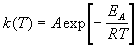 k(T) = A exp[-E_A/RT]